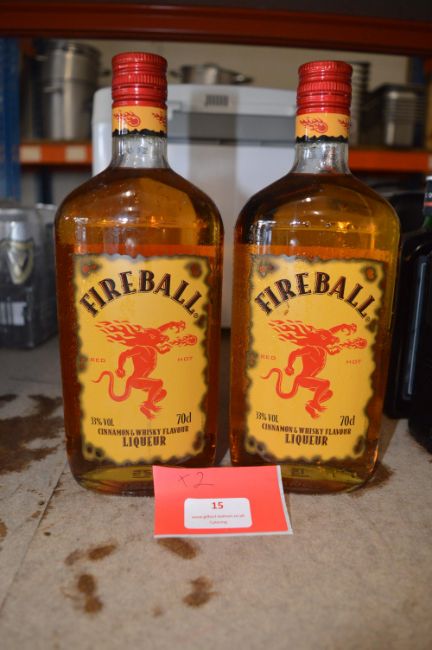 FIREBALL
RED HOT
33% VOL 70cl
CINNAMON & WHISKY FLAVOUR
LIQUEUR
FIREBALL
RED HOT
33% VOL 70cl
CINNAMON & WHISKY FLAVOUR
LIQUEUR
x2
15